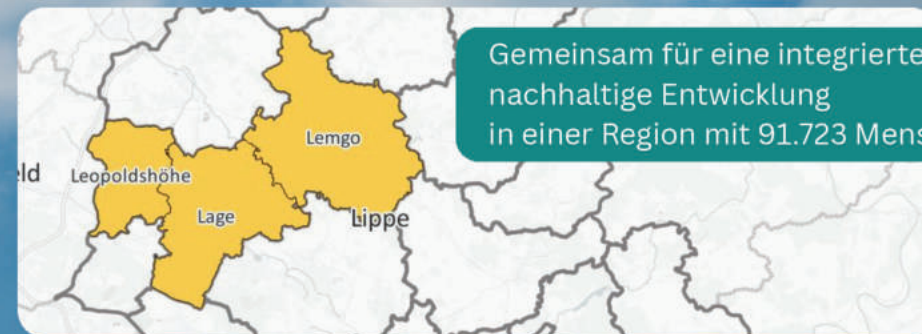 Gemeinsam für eine integrierte
nachhaltige Entwicklung
in einer Region mit 91.723
Lemgo
Leopoldshöhe
Lage
Lippe